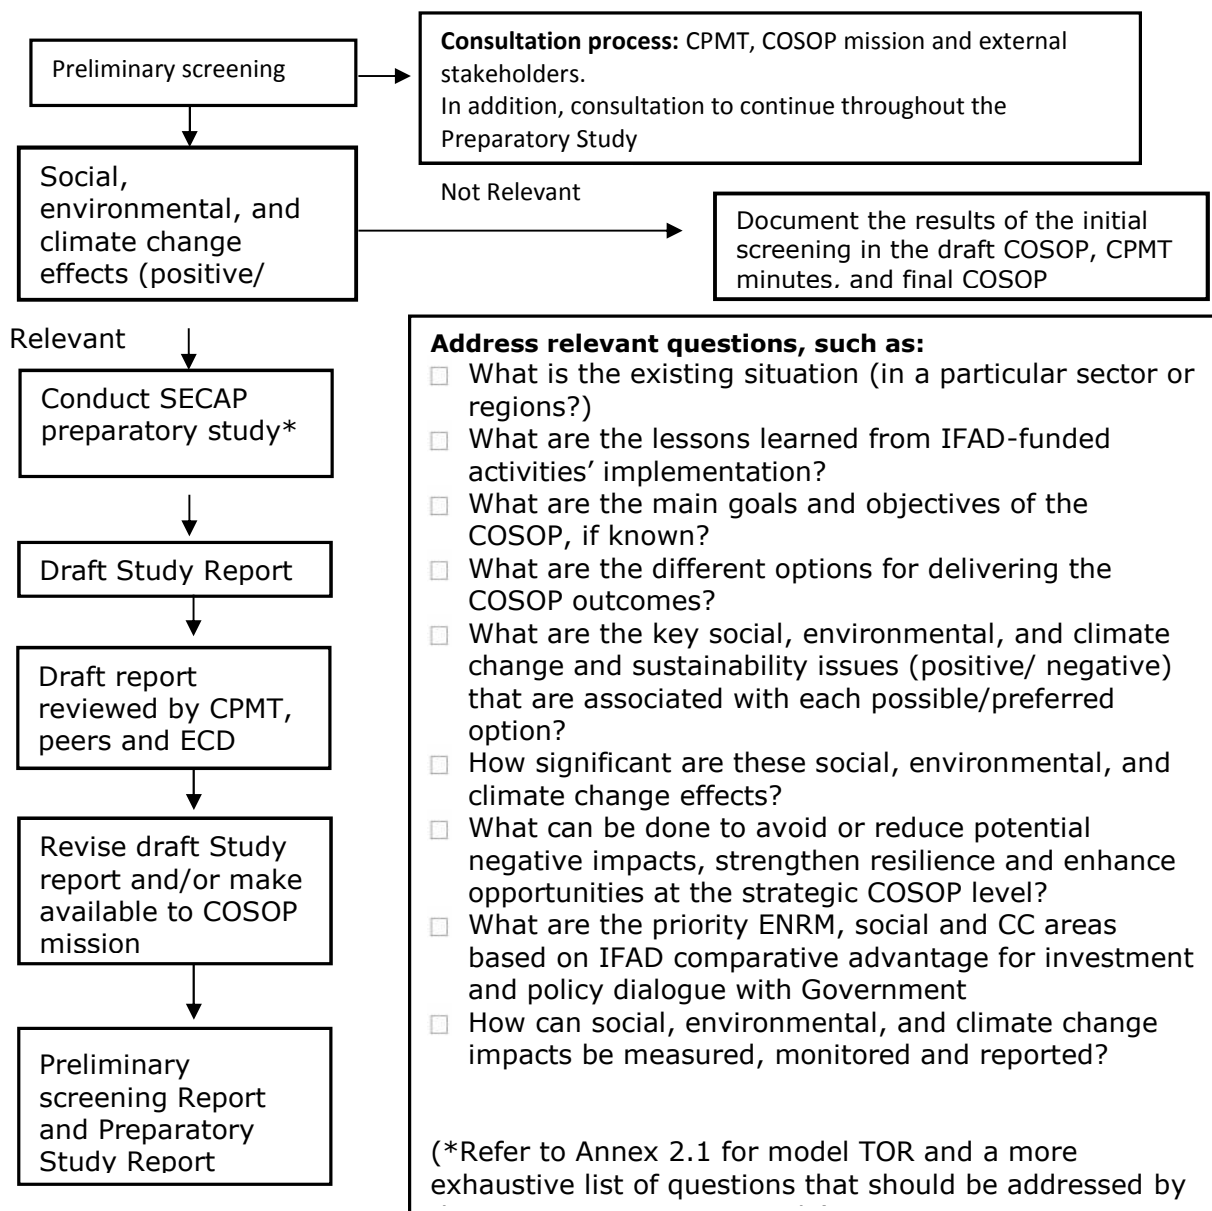 Preliminary screening
Consultation process: CPMT, COSOP mission and external
stakeholders.
In addition, consultation to continue throughout the
Preparatory Study
Social,
environmental, and
climate change
effects (positive/
Not Relevant
Document the results of the initial
screening in the draft COSOP, CPMT
minutes, and final COSOP
Relevant
Conduct SECAP
preparatory study*
Draft Study Report
Draft report
reviewed by CPMT,
peers and ECD
Revise draft Study
report and/or make
available to COSOP
mission
Preliminary
screening Report
and Preparatory
Study Report
Address relevant questions, such as:
□ What is the existing situation (in a particular sector or
regions?)
□ What are the lessons learned from IFAD-funded
activities’ implementation?
□ What are the main goals and objectives of the
COSOP, if known?
□ What are the different options for delivering the
COSOP outcomes?
□ What are the key social, environmental, and climate
change and sustainability issues (positive/ negative)
that are associated with each possible/preferred
option?
□ How significant are these social, environmental, and
climate change effects?
□ What can be done to avoid or reduce potential
negative impacts, strengthen resilience and enhance
opportunities at the strategic COSOP level?
□ What are the priority ENRM, social and CC areas
based on IFAD comparative advantage for investment
and policy dialogue with Government
□ How can social, environmental, and climate change
impacts be measured, monitored and reported?
(*Refer to Annex 2.1 for model TOR and a more
exhaustive list of questions that should be addressed by